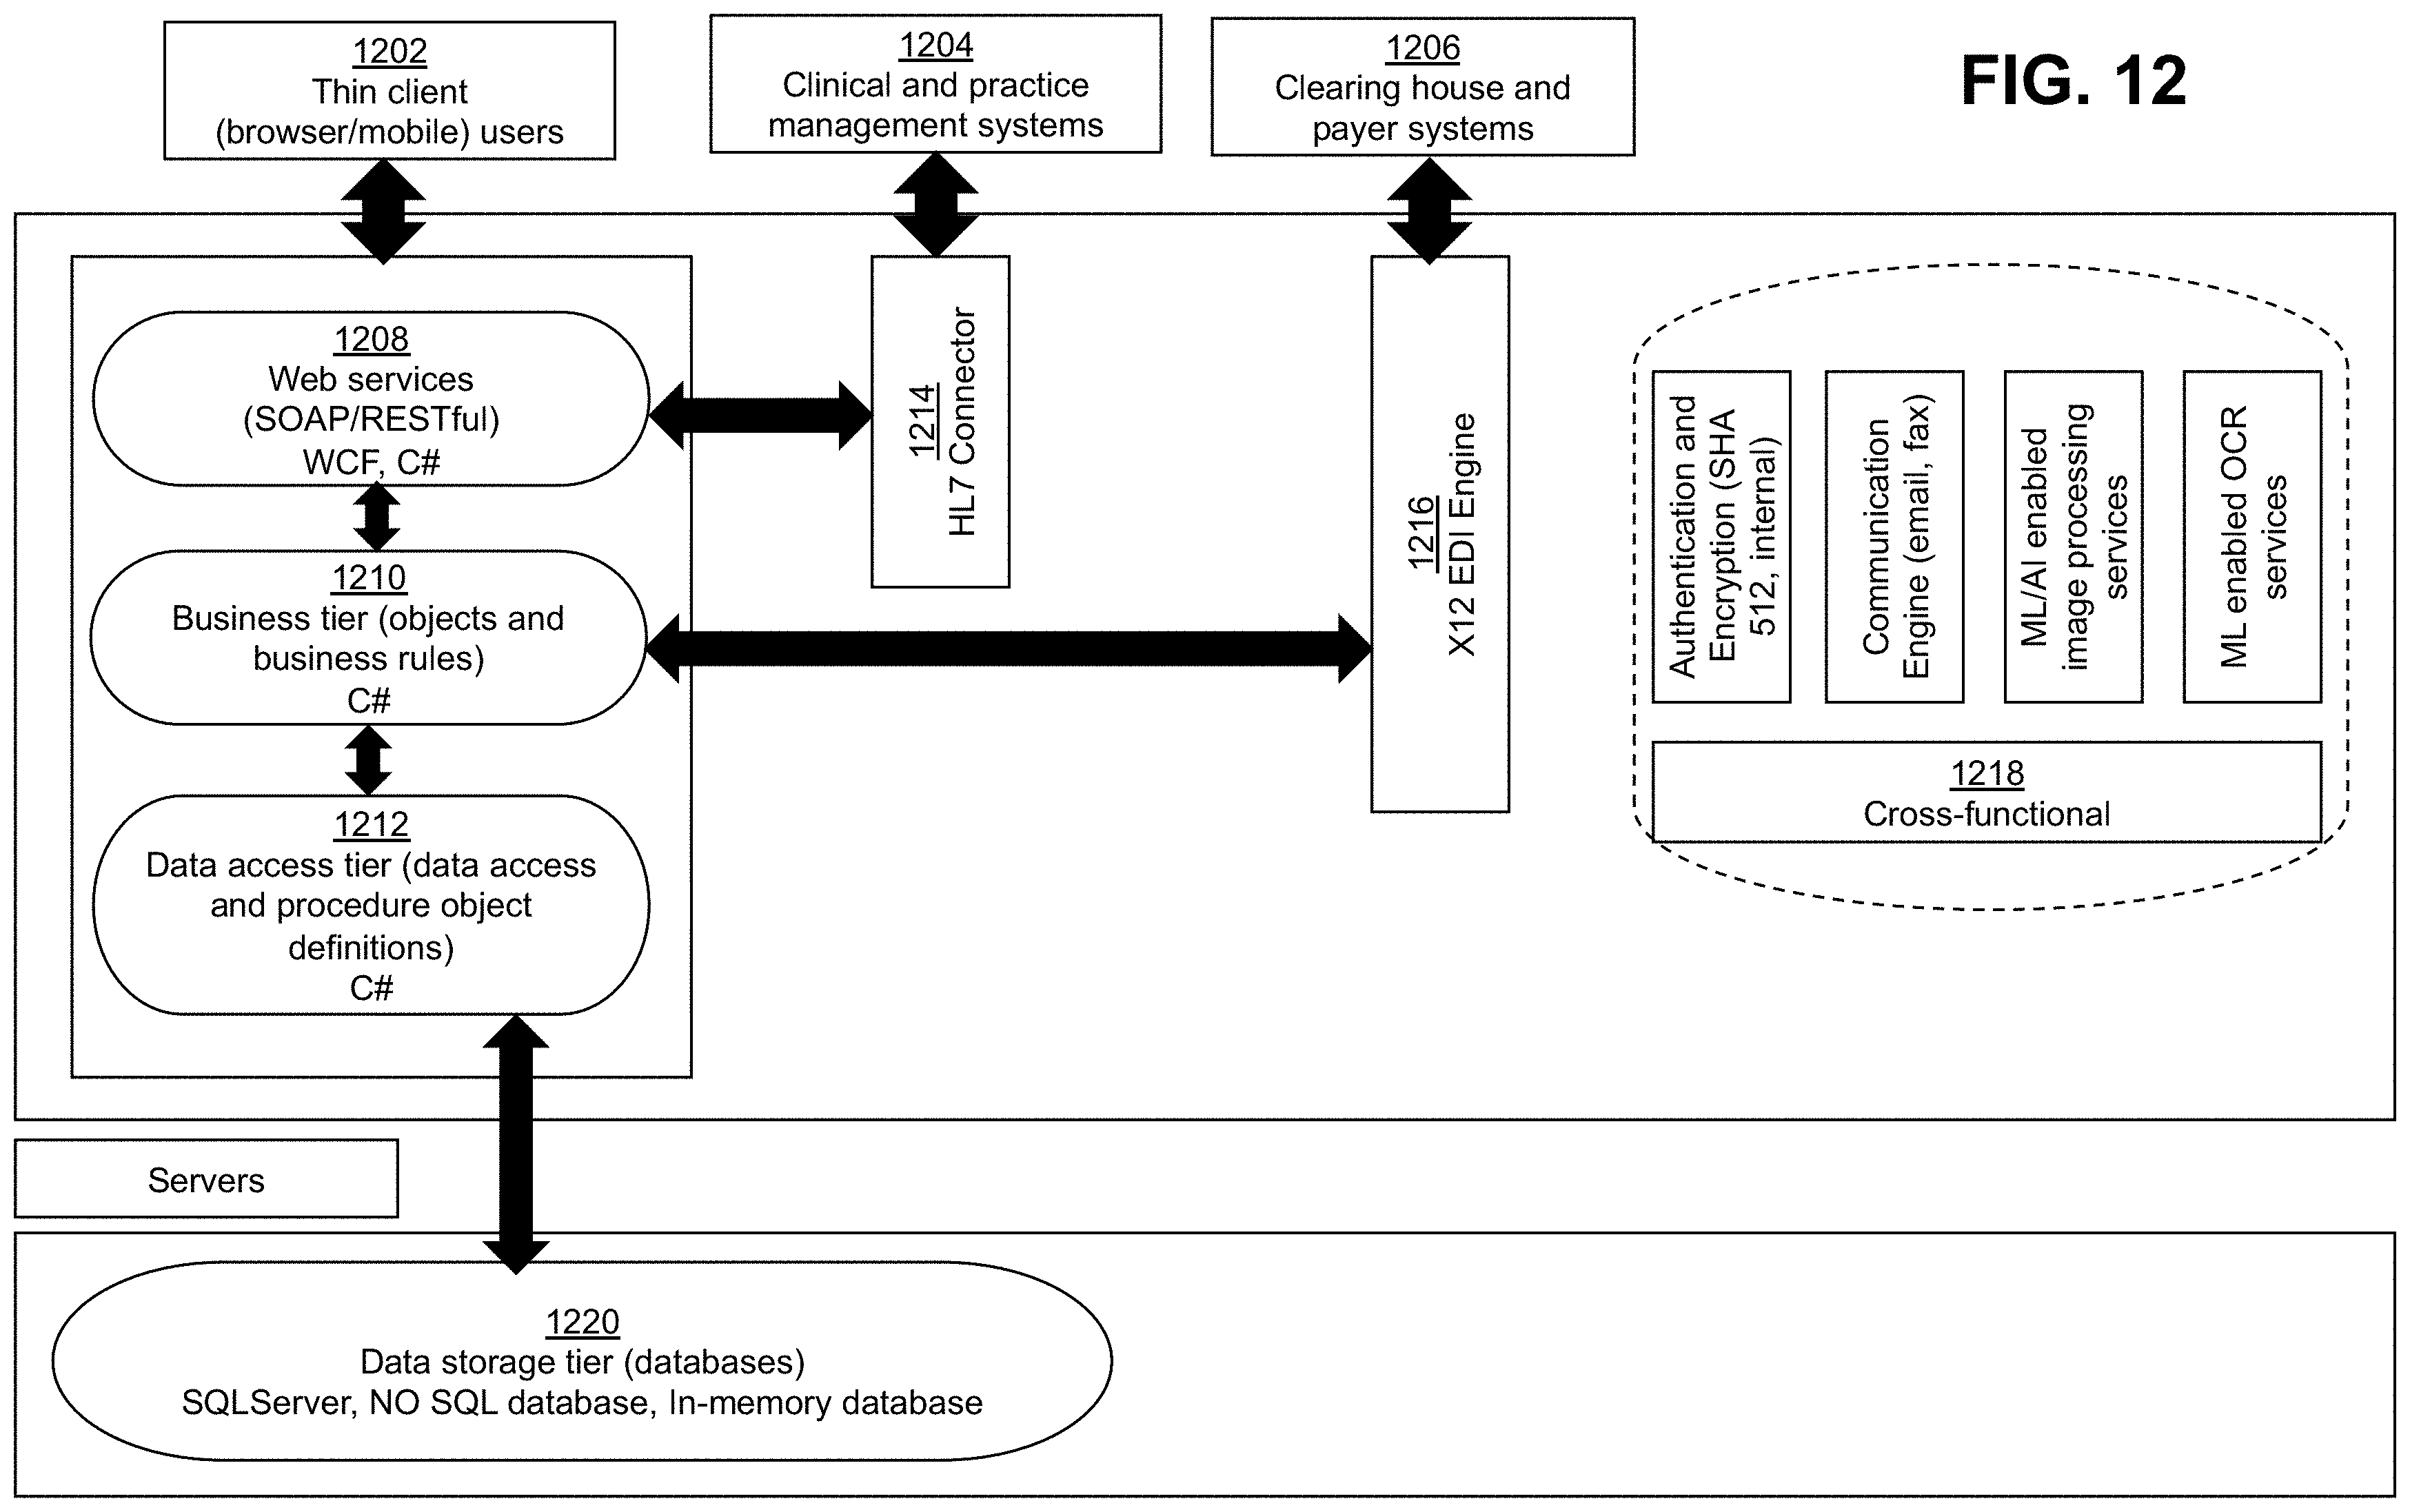 1202
Thin client
(browser/mobile) users
1204
Clinical and practice
management systems
1206
Clearing house and
payer systems
FIG. 12
1208
Web services
(SOAP/RESTful)
WCF, C#
1210
Business tier (objects and
business rules)
C#
1212
Data access tier (data access
and procedure object
definitions)
C#
1214
HL7 Connector
1216
X12 EDI Engine
Authentication and
Encryption (SHA
512, internal)
Communication
Engine (email, fax)
ML/AI enabled
image processing
services
ML enabled OCR
services
1218
Cross-functional
Servers
1220
Data storage tier (databases)
SQLServer, NO SQL database, In-memory database